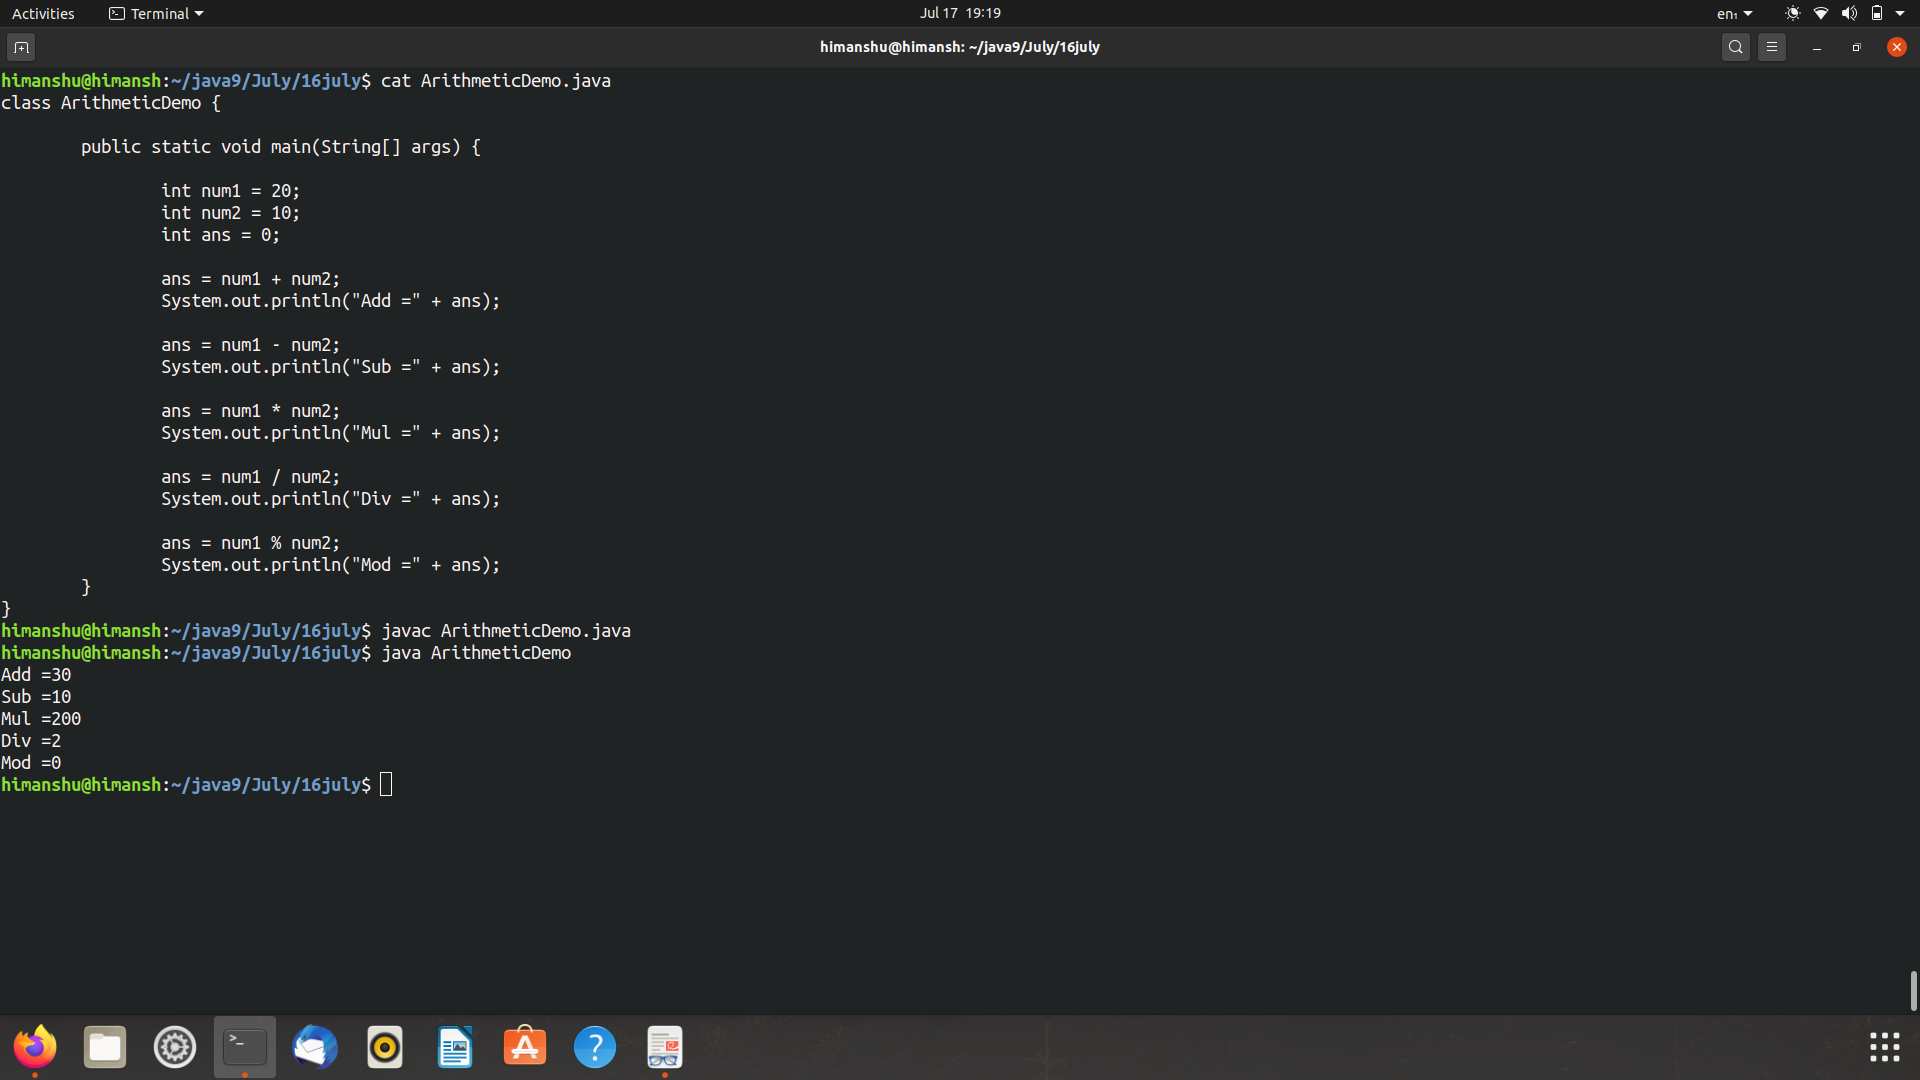 Activities Terminal Jul 17 19:19 en₁
himanshu@himansh: ~/java9/July/16july
himanshu@himansh:~/java9/July/16july$ cat ArithmeticDemo.java
class ArithmeticDemo {
public static void main(String[] args) {
int num1 = 20;
int num2 = 10;
int ans = 0;
ans = num1 + num2;
System.out.println("Add =" + ans);
ans = num1 - num2;
System.out.println("Sub =" + ans);
ans = num1 * num2;
System.out.println("Mul =" + ans);
ans = num1 / num2;
System.out.println("Div =" + ans);
ans = num1 % num2;
System.out.println("Mod =" + ans);
}
}
himanshu@himansh:~/java9/July/16july$ javac ArithmeticDemo.java
himanshu@himansh:~/java9/July/16july$ java ArithmeticDemo
Add =30
Sub =10
Mul =200
Div =2
Mod =0
himanshu@himansh:~/java9/July/16july$